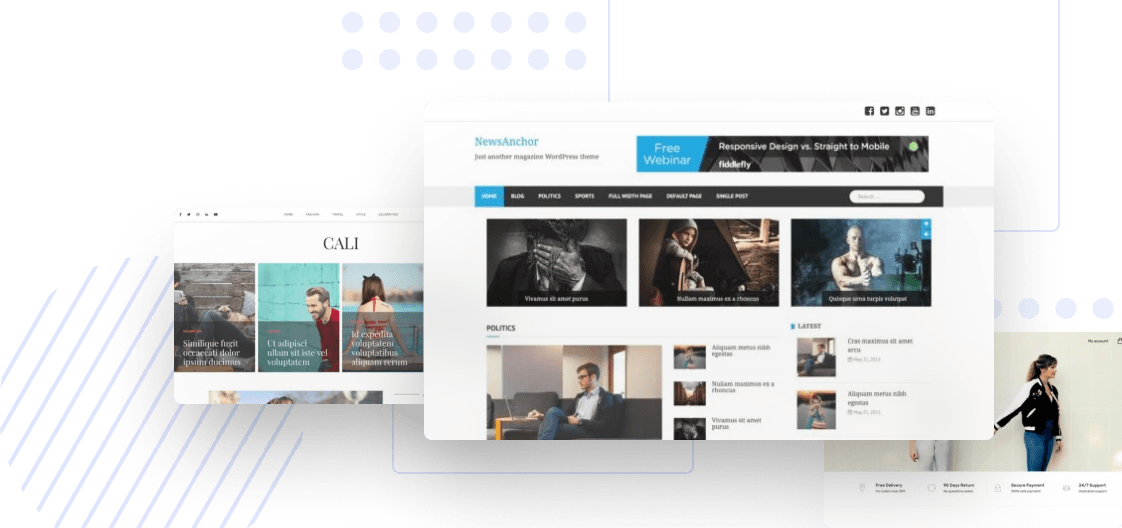 NewsAnchor
Just another magazine WordPress theme
Free
Webinar
Responsive Design vs. Straight to Mobile
fiddlefly
HOME BLOG POLITICS SPORTS FULL WIDTH PAGE DEFAULT PAGE SINGLE POST
Search ...
Vivamus sit amet purus
Nullam maximus ex a rhoncus
Quisque urna turpis volutpat
POLITICS
Aliquam metus nibh
egestas
Nullam maximus ex a
rhoncus
Vivamus sit amet
purus
LATEST
Cras maximus sit amet
arcu
May 21, 2015
Aliquam metus nibh
egestas
May 21, 2015
HOME FASHION TRAVEL STYLE CELEBRITIES
CALI
Similique fugit
occaecati dolor
ipsum ducimus
Ut adipisci
ullam sit iste vel
voluptatem
Id expedita
voluptatem
voluptatibus
aliquam rerum
My account
Free Delivery
90 Days Return
Secure Payment
24/7 Support
Dedicated support